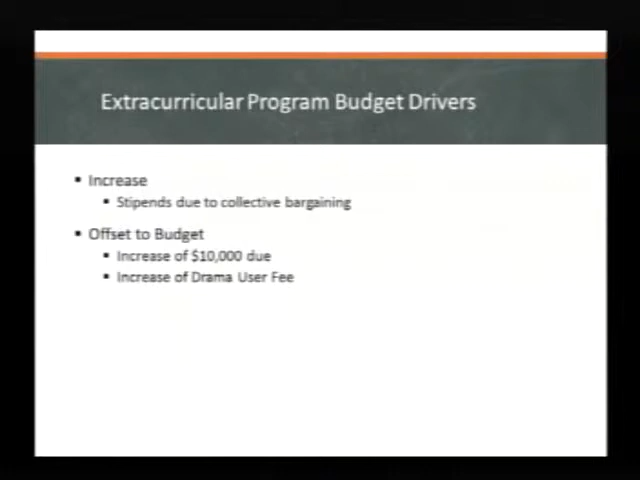 Extracurricular Program Budget Drivers
Increase
Stipends due to collective bargaining
Offset to Budget
Increase of $10,000 due
Increase of Drama User Fee